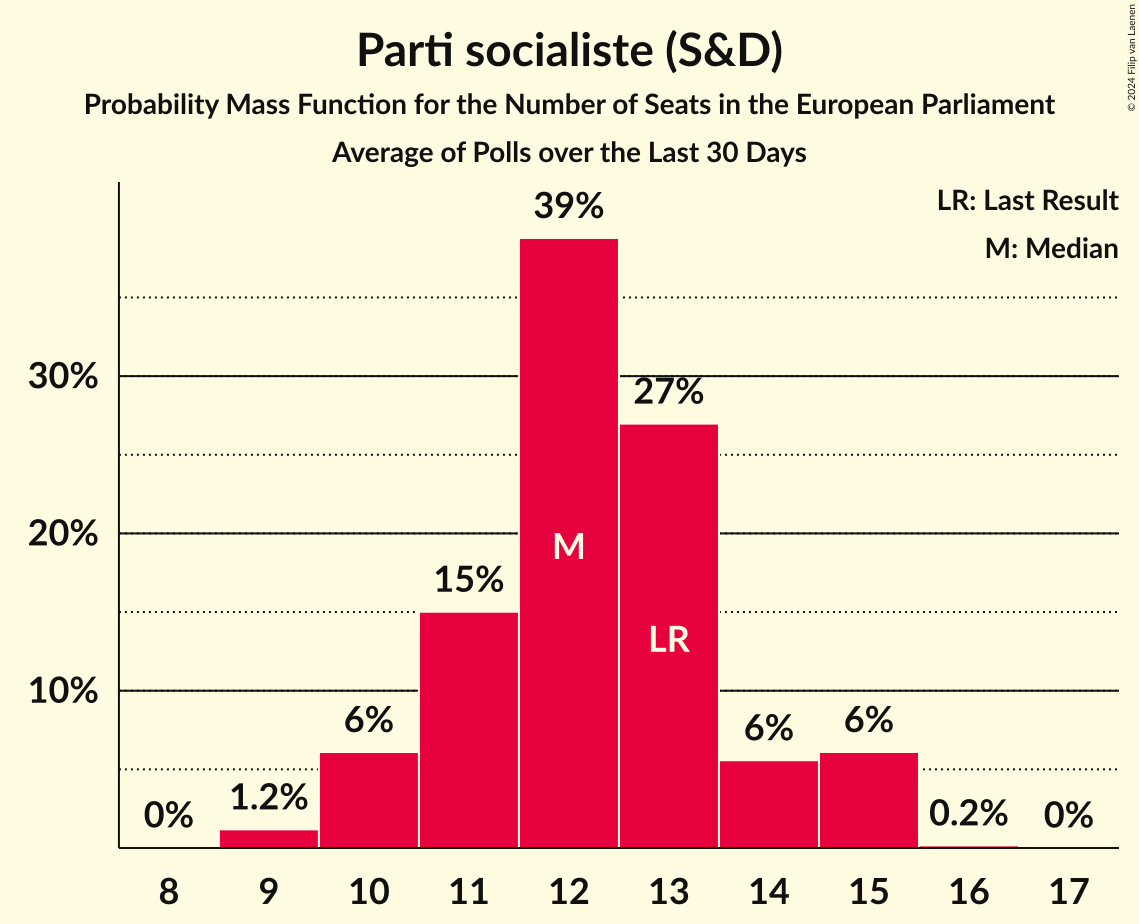 Parti socialiste (S&D)
Probability Mass Function for the Number of Seats in the European Parliament
Average of Polls over the Last 30 Days
© 2024 Filip van Laenen
LR: Last Result
M: Median
39%
30%
27%
20%
M
15%
LR
10%
6%
6%
6%
1.2%
0%
0.2%
0%
8 9 10 11 12 13 14 15 16 17